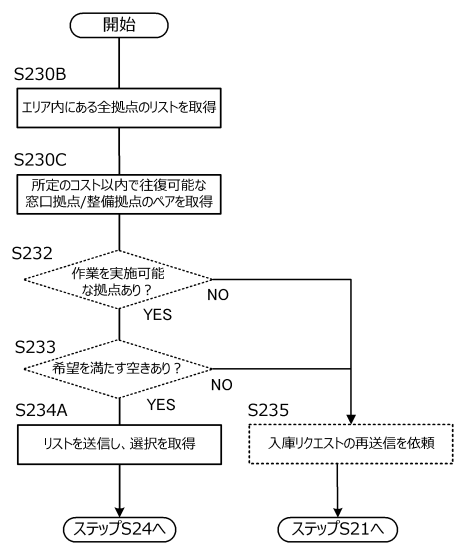 開始
S230B
エリア内にある全拠点のリストを取得
S230C
所定のコスト以内で往復可能な
窓口拠点/整備拠点のペアを取得
S232
作業を実施可能
な拠点あり？
NO
YES
S233
希望を満たす空きあり？
NO
YES
S234A
リストを送信し、選択を取得
S235
入庫リクエストの再送信を依頼
ステップS24へ
ステップS21へ